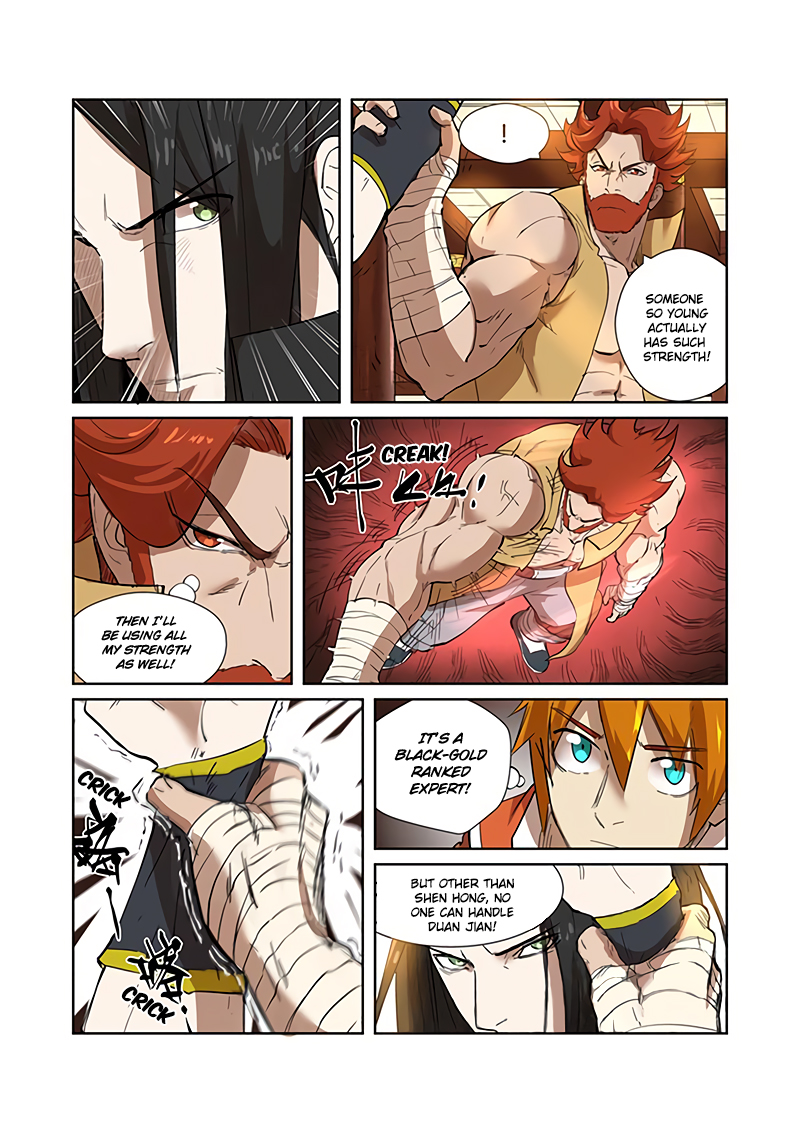 !
SOMEONE
SO YOUNG
ACTUALLY
HAS SUCH
STRENGTH!
THEN I'LL
BE USING ALL
MY STRENGTH
AS WELL!
CREAK!
CRICK
CRICK
IT'S A
BLACK-GOLD
RANKED
EXPERT!
BUT OTHER THAN
SHEN HONG, NO
ONE CAN HANDLE
DUAN JIAN!